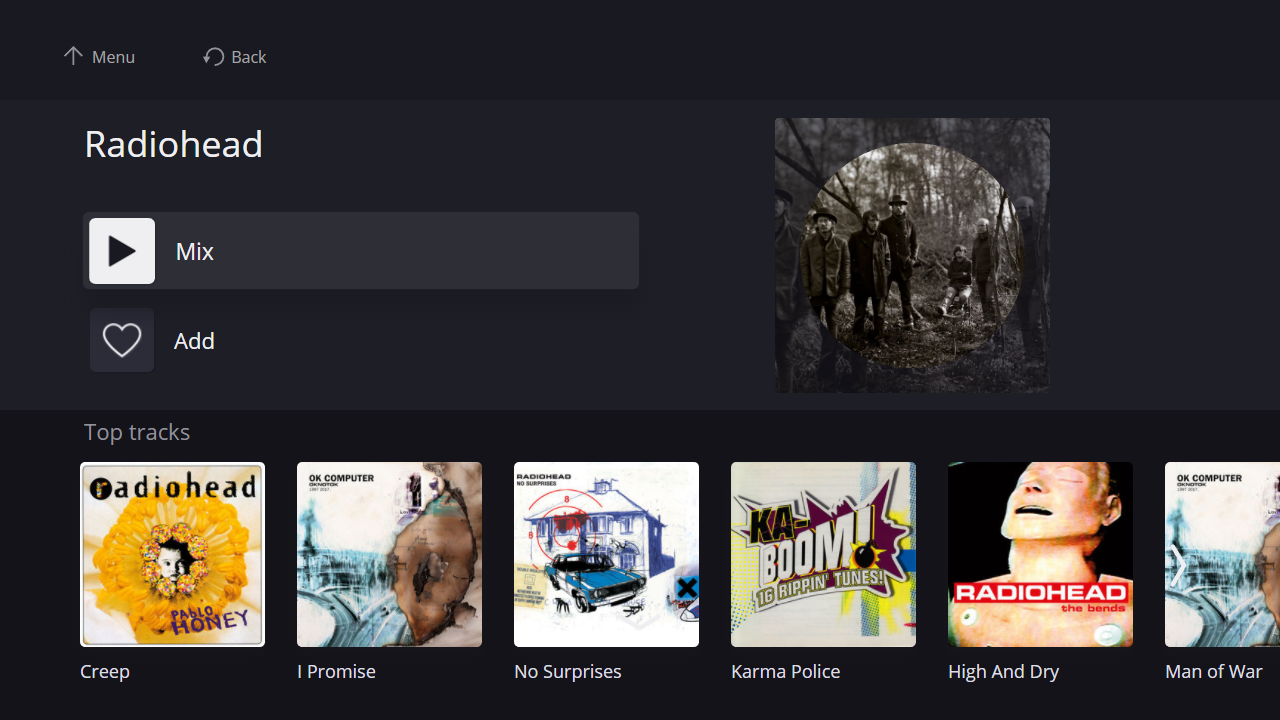 Menu
Back
Radiohead
Mix
Add
Top tracks
Radiohead
PABLO
HONEY
OK COMPUTER
OKNOTOK
1997 2017.
RADIOHEAD
NO SURPRISES
8
8
KA-
BOOM!
16 RIPPIN' TUNES!
RADIOHEAD
the bends
OK COMPUTER
OKNOTOK
1997 2017.
Creep
I Promise
No Surprises
Karma Police
High And Dry
Man of War